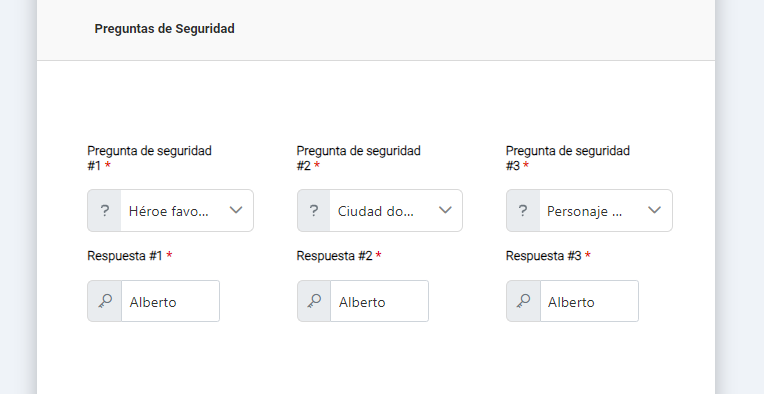 Preguntas de Seguridad
Pregunta de seguridad
#1 *
Pregunta de seguridad
#2 *
Pregunta de seguridad
#3 *
? Héroe favo...
? Ciudad do...
? Personaje ...
Respuesta #1 *
Respuesta #2 *
Respuesta #3 *
Alberto
Alberto
Alberto